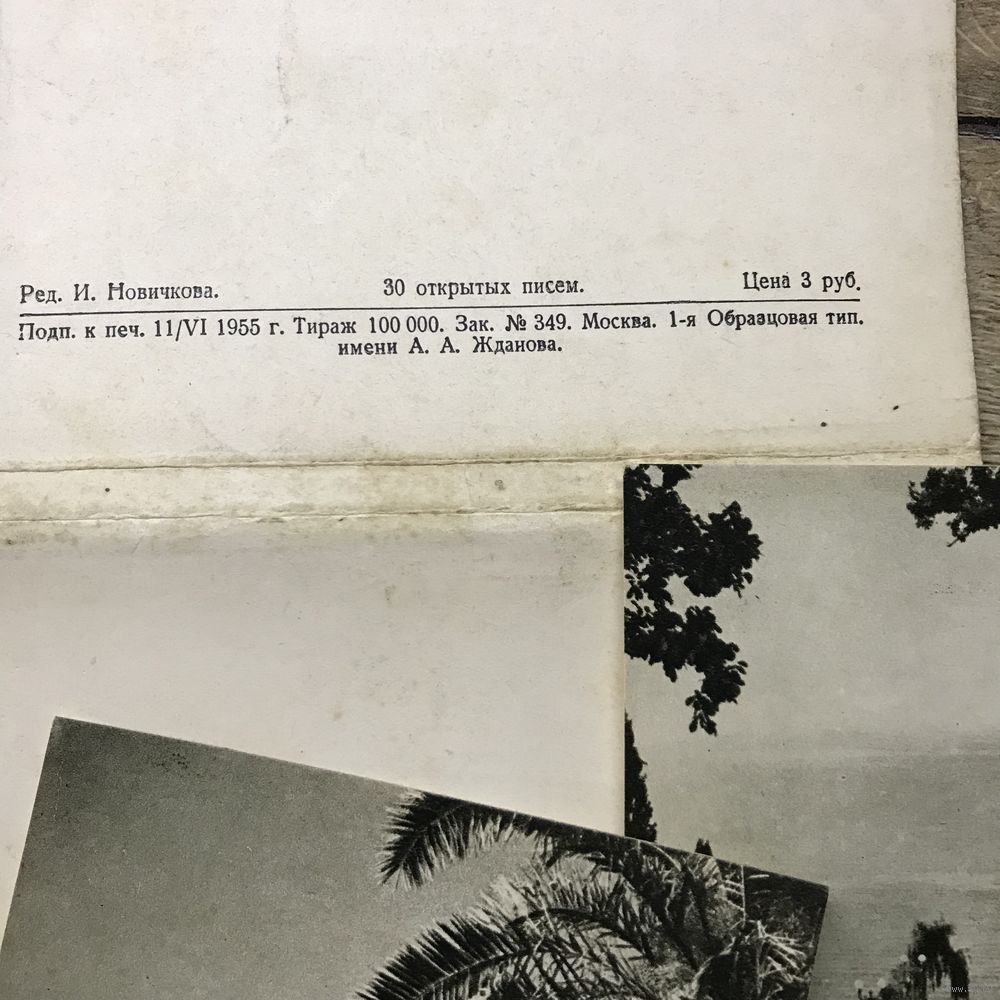 Ред. И. Новичкова. 30 открытых писем. Цена 3 руб.
Подп. к печ. 11/VI 1955 г. Тираж 100 000. Зак. № 349. Москва. 1-я Образцовая тип.
имени А. А. Жданова.